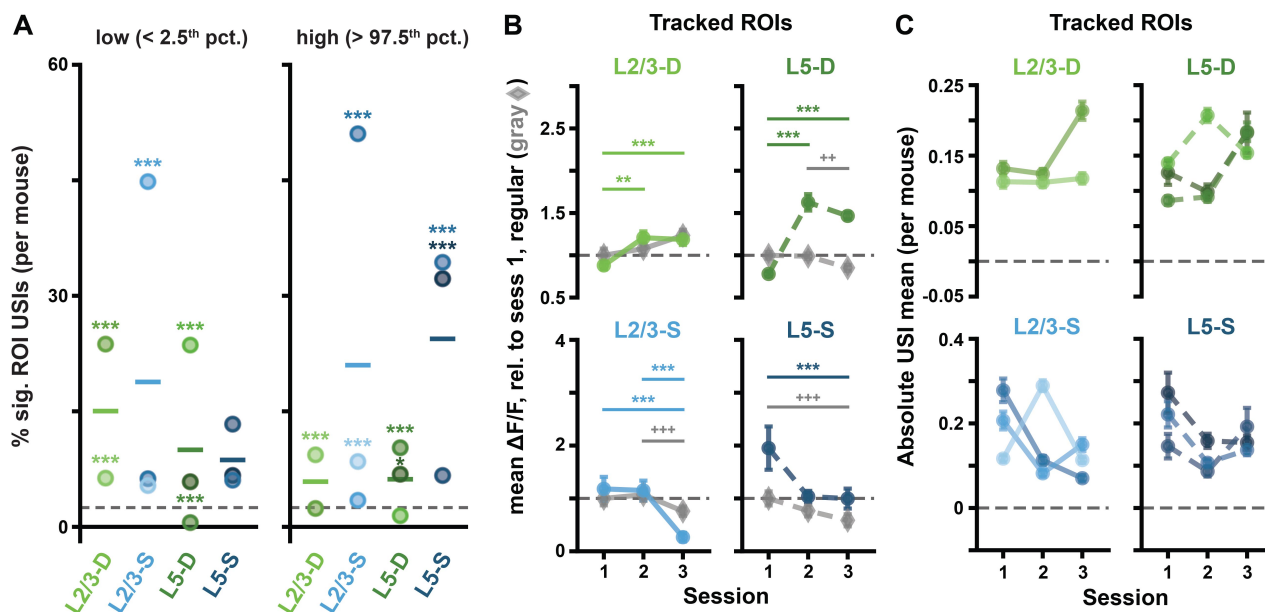 A
low (< 2.5th pct.)
high (> 97.5th pct.)
% sig. ROI USIs (per mouse)
60
30
0
***
***
***
***
***
***
***
***
***
*
***
***
L2/3-D
L2/3-S
L5-D
L5-S
L2/3-D
L2/3-S
L5-D
L5-S
B
Tracked ROIs
mean ΔF/F, rel. to sess 1, regular (gray ◆)
L2/3-D
L5-D
2.5
1.5
0.5
***
**
***
***
++
L2/3-S
L5-S
4
2
0
***
***
+++
***
+++
1 2 3
1 2 3
Session
C
Tracked ROIs
Absolute USI mean (per mouse)
L2/3-D
L5-D
0.25
0.15
0.05
-0.05
L2/3-S
L5-S
0.4
0.2
0
1 2 3
1 2 3
Session